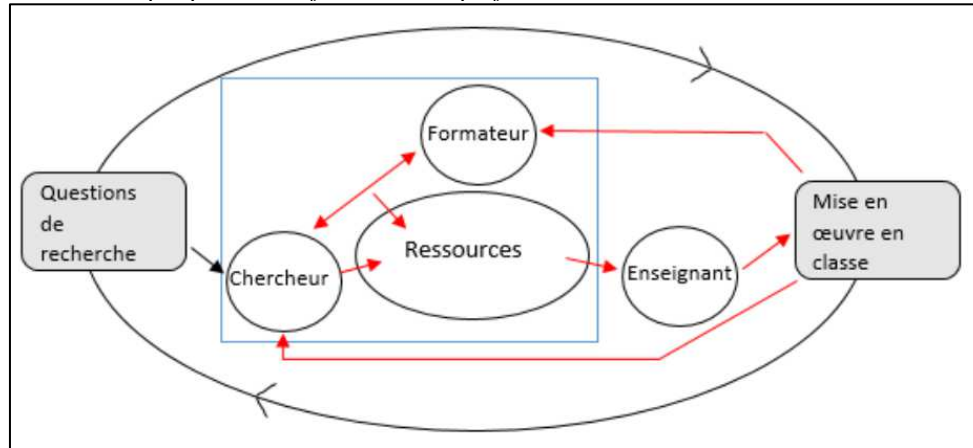 Formateur
Questions
de
recherche
Mise en
œuvre en
classe
Ressources
Chercheur
Enseignant